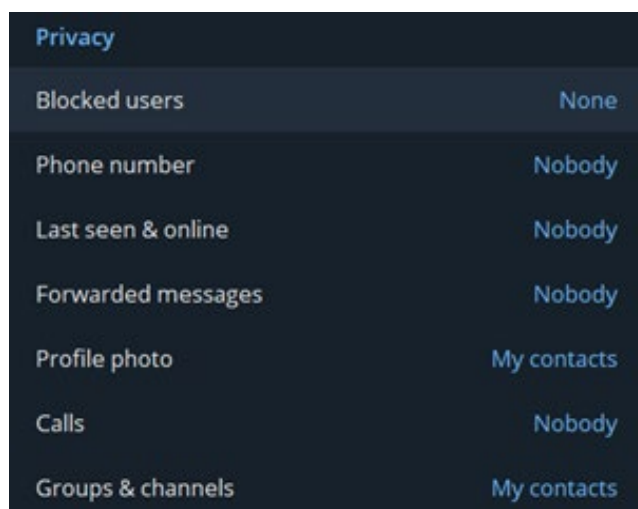 Privacy
Blocked users None
Phone number Nobody
Last seen & online Nobody
Forwarded messages Nobody
Profile photo My contacts
Calls Nobody
Groups & channels My contacts